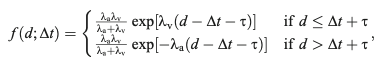 f(d; Δt) = { λₐλᵥ / λₐ+λᵥ exp[λᵥ(d − Δt − τ)] if d ≤ Δt + τ
λₐλᵥ / λₐ+λᵥ exp[−λₐ(d − Δt − τ)] if d > Δt + τ ,